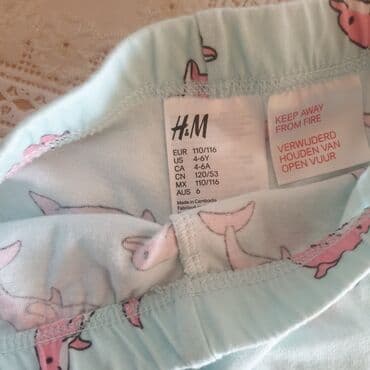 H&M
EUR 110/116
US 4-6Y
CA 4-6A
CN 120/53
MX 110/116
AUS 6
Made in Cambodia
KEEP AWAY
FROM FIRE
VERWIJDERD
HOUDEN VAN
OPEN VUUR